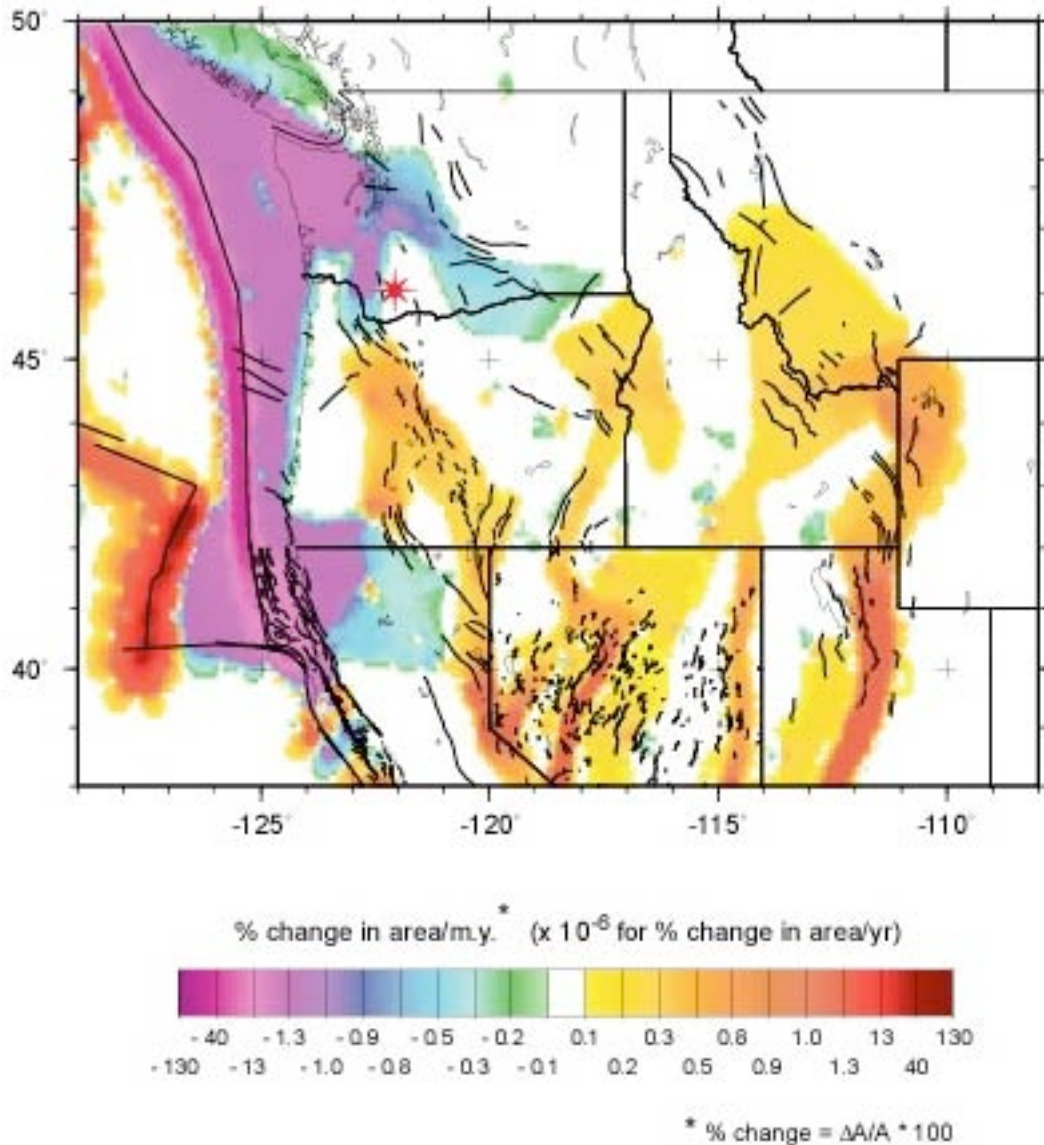 50°
45°
40°
-125° -120° -115° -110°
% change in area/m.y.* (x 10-6 for % change in area/yr)
- 40 - 1.3 - 0.9 - 0.5 - 0.2 0.1 0.3 0.8 1.0 13 130
- 130 - 13 - 1.0 - 0.8 - 0.3 - 0.1 0.2 0.5 0.9 1.3 40
* % change = ΔA/A * 100